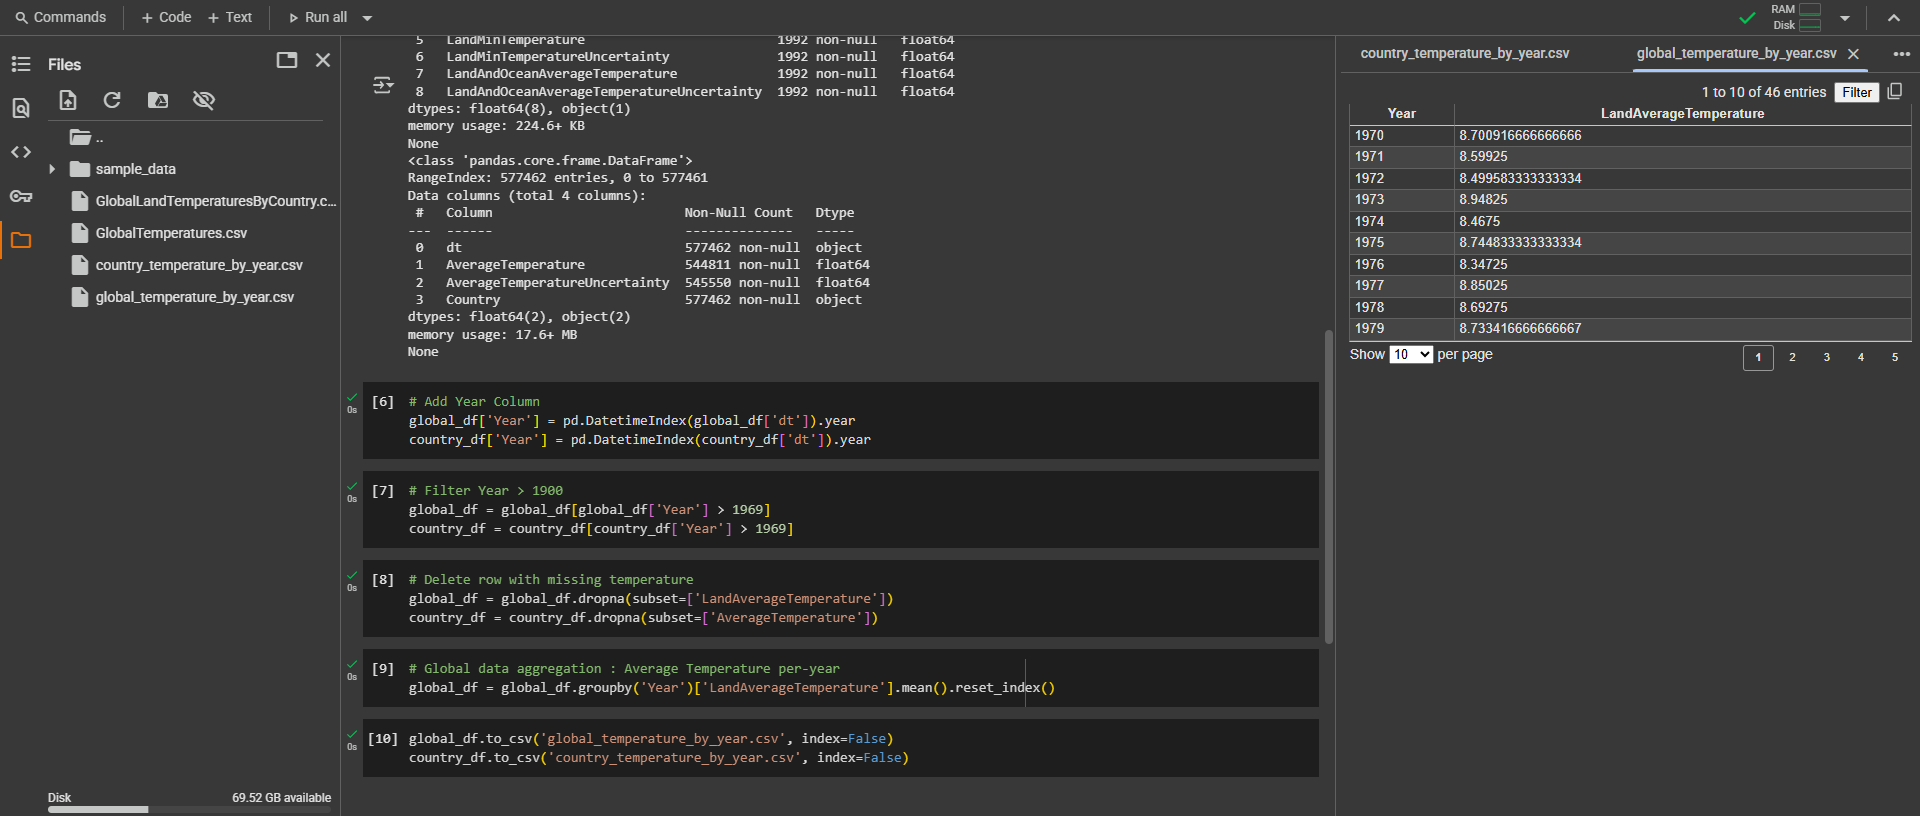 Commands
+ Code + Text
Run all
RAM
Disk
Files
..
sample_data
GlobalLandTemperaturesByCountry.c...
GlobalTemperatures.csv
country_temperature_by_year.csv
global_temperature_by_year.csv
Disk 69.52 GB available
5 LandMinTemperature 1992 non-null float64
6 LandMinTemperatureUncertainty 1992 non-null float64
7 LandAndOceanAverageTemperature 1992 non-null float64
8 LandAndOceanAverageTemperatureUncertainty 1992 non-null float64
dtypes: float64(8), object(1)
memory usage: 224.6+ KB
None
<class 'pandas.core.frame.DataFrame'>
RangeIndex: 577462 entries, 0 to 577461
Data columns (total 4 columns):
# Column Non-Null Count Dtype
--- ------ -------------- -----
0 dt 577462 non-null object
1 AverageTemperature 544811 non-null float64
2 AverageTemperatureUncertainty 545550 non-null float64
3 Country 577462 non-null object
dtypes: float64(2), object(2)
memory usage: 17.6+ MB
None
0s
[6] # Add Year Column
global_df['Year'] = pd.DatetimeIndex(global_df['dt']).year
country_df['Year'] = pd.DatetimeIndex(country_df['dt']).year
0s
[7] # Filter Year > 1900
global_df = global_df[global_df['Year'] > 1969]
country_df = country_df[country_df['Year'] > 1969]
0s
[8] # Delete row with missing temperature
global_df = global_df.dropna(subset=['LandAverageTemperature'])
country_df = country_df.dropna(subset=['AverageTemperature'])
0s
[9] # Global data aggregation : Average Temperature per-year
global_df = global_df.groupby('Year')['LandAverageTemperature'].mean().reset_index()
0s
[10] global_df.to_csv('global_temperature_by_year.csv', index=False)
country_df.to_csv('country_temperature_by_year.csv', index=False)
country_temperature_by_year.csv global_temperature_by_year.csv
1 to 10 of 46 entries Filter
Year LandAverageTemperature
1970 8.700916666666666
1971 8.59925
1972 8.499583333333334
1973 8.94825
1974 8.4675
1975 8.744833333333334
1976 8.34725
1977 8.85025
1978 8.69275
1979 8.733416666666667
Show 10 per page
1 2 3 4 5